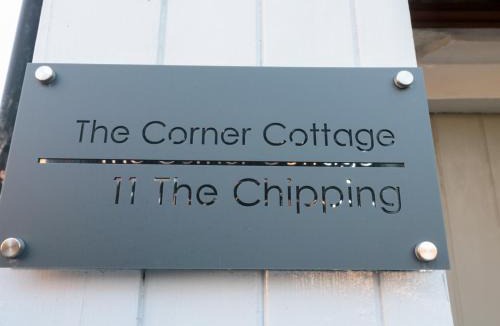 The Corner Cottage
11 The Chipping